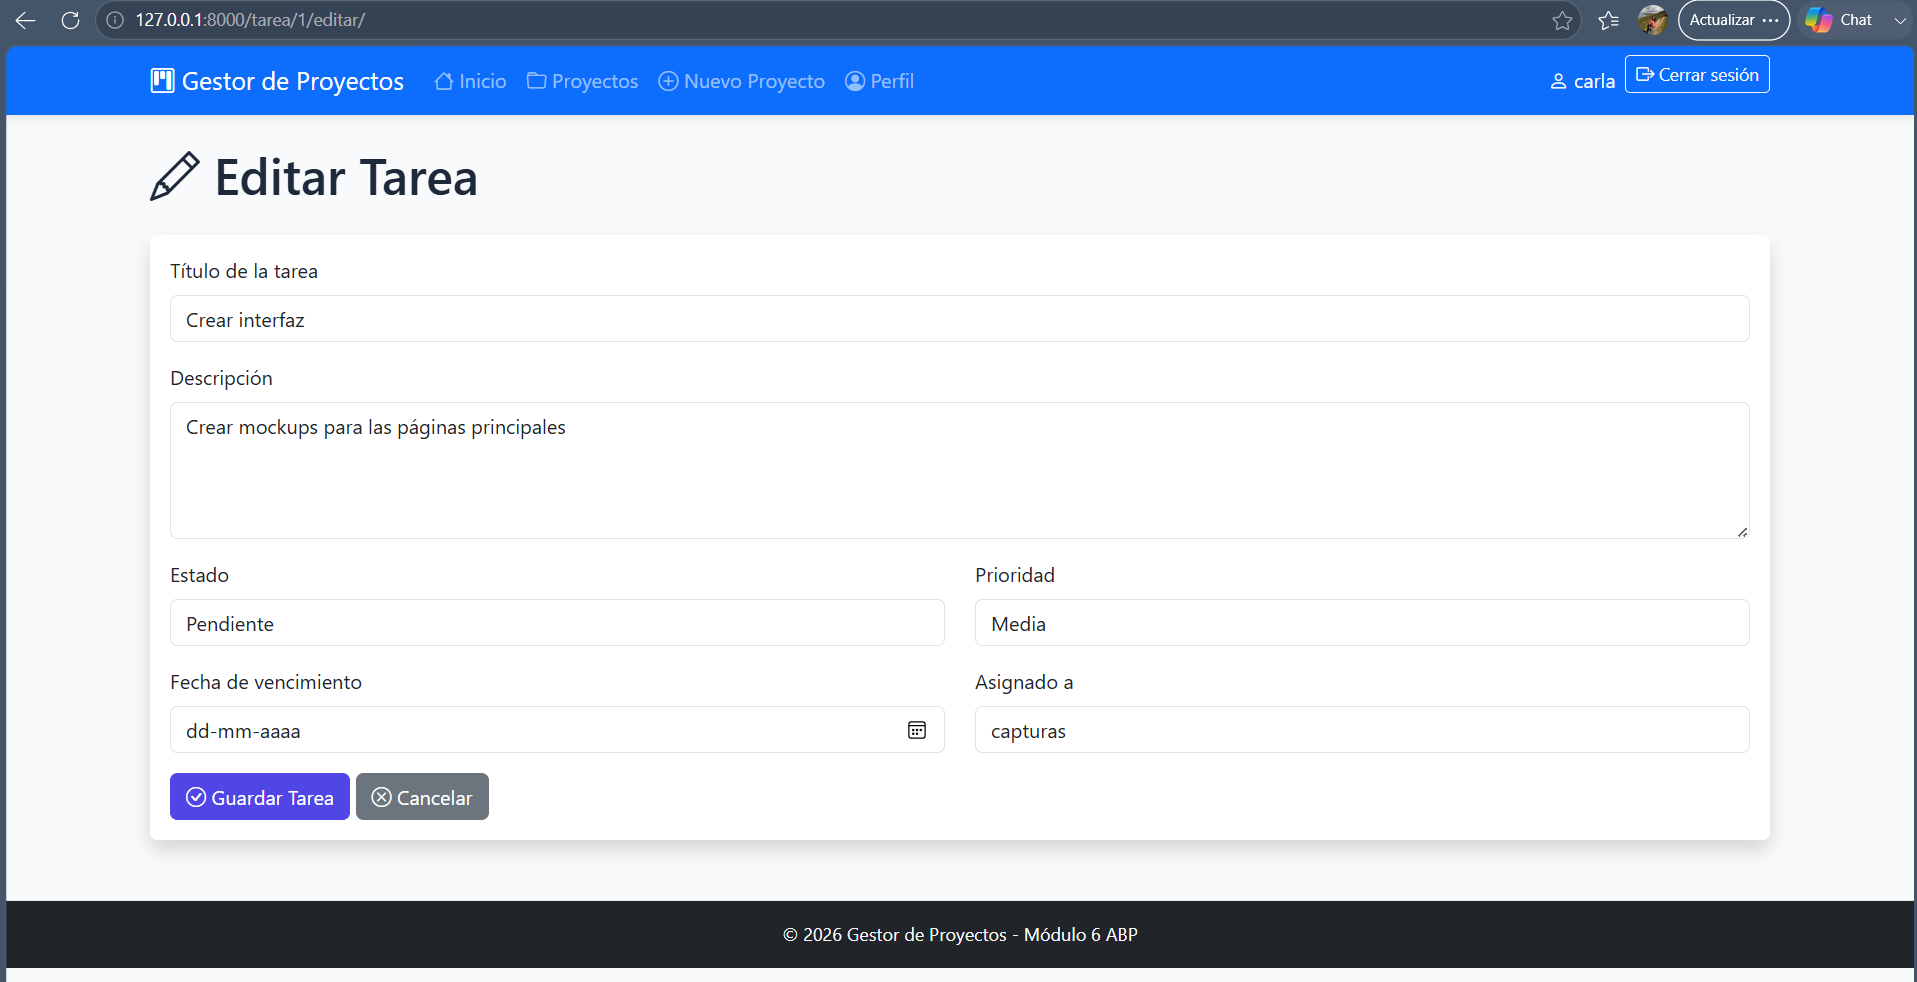 127.0.0.1:8000/tarea/1/editar/
Actualizar ···
Chat
Gestor de Proyectos
Inicio
Proyectos
Nuevo Proyecto
Perfil
carla
Cerrar sesión
Editar Tarea
Título de la tarea
Crear interfaz
Descripción
Crear mockups para las páginas principales
Estado
Prioridad
Pendiente
Media
Fecha de vencimiento
Asignado a
dd-mm-aaaa
capturas
Guardar Tarea
Cancelar
© 2026 Gestor de Proyectos - Módulo 6 ABP